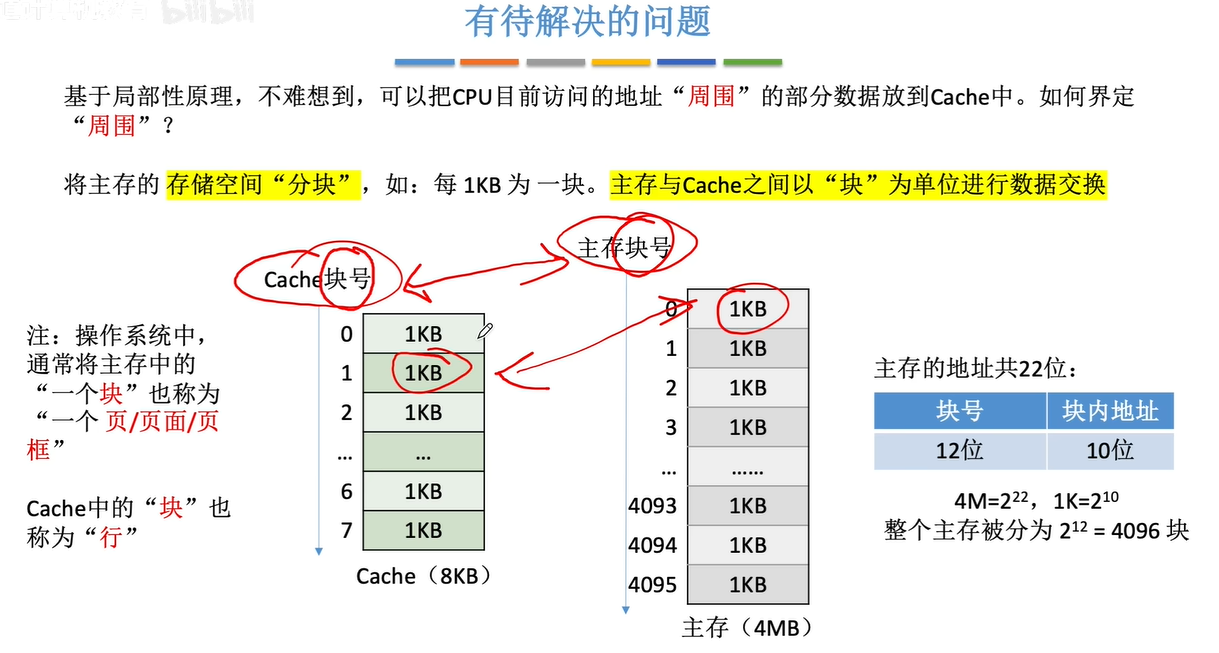 bilibili
有待解决的问题
基于局部性原理，不难想到，可以把CPU目前访问的地址“周围”的部分数据放到Cache中。如何界定
“周围”？
将主存的 存储空间“分块”，如：每 1KB 为 一块。主存与Cache之间以“块”为单位进行数据交换
注：操作系统中，
通常将主存中的
“一个块”也称为
“一个 页/页面/页
框”
Cache中的“块”也
称为“行”
Cache块号
0 1KB
1 1KB
2 1KB
... ...
6 1KB
7 1KB
Cache（8KB）
主存块号
0 1KB
1 1KB
2 1KB
3 1KB
... ......
4093 1KB
4094 1KB
4095 1KB
主存（4MB）
主存的地址共22位：
块号 块内地址
12位 10位
4M=2²²，1K=2¹⁰
整个主存被分为 2¹² = 4096 块